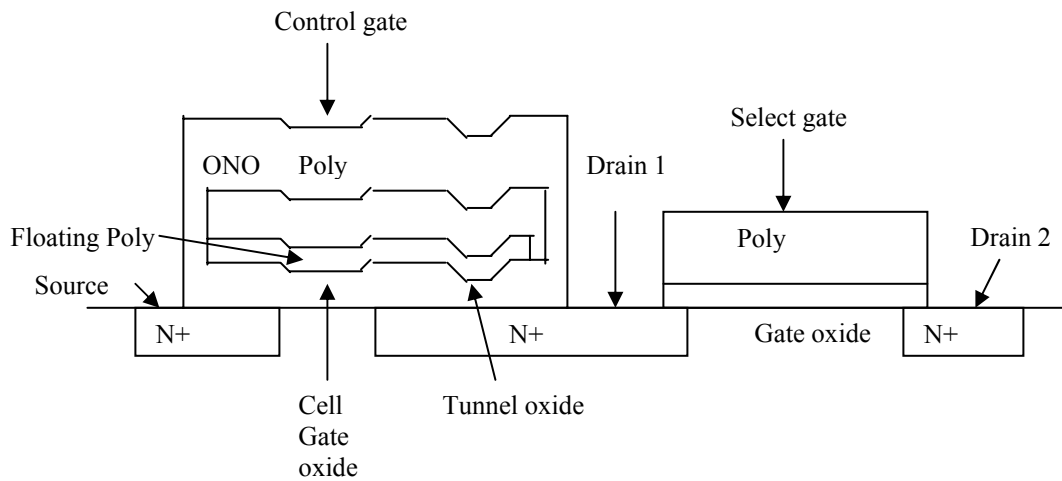 Control gate
Select gate
ONO Poly
Drain 1
Floating Poly
Poly
Drain 2
Source
N+
N+
Gate oxide
N+
Cell
Gate
oxide
Tunnel oxide